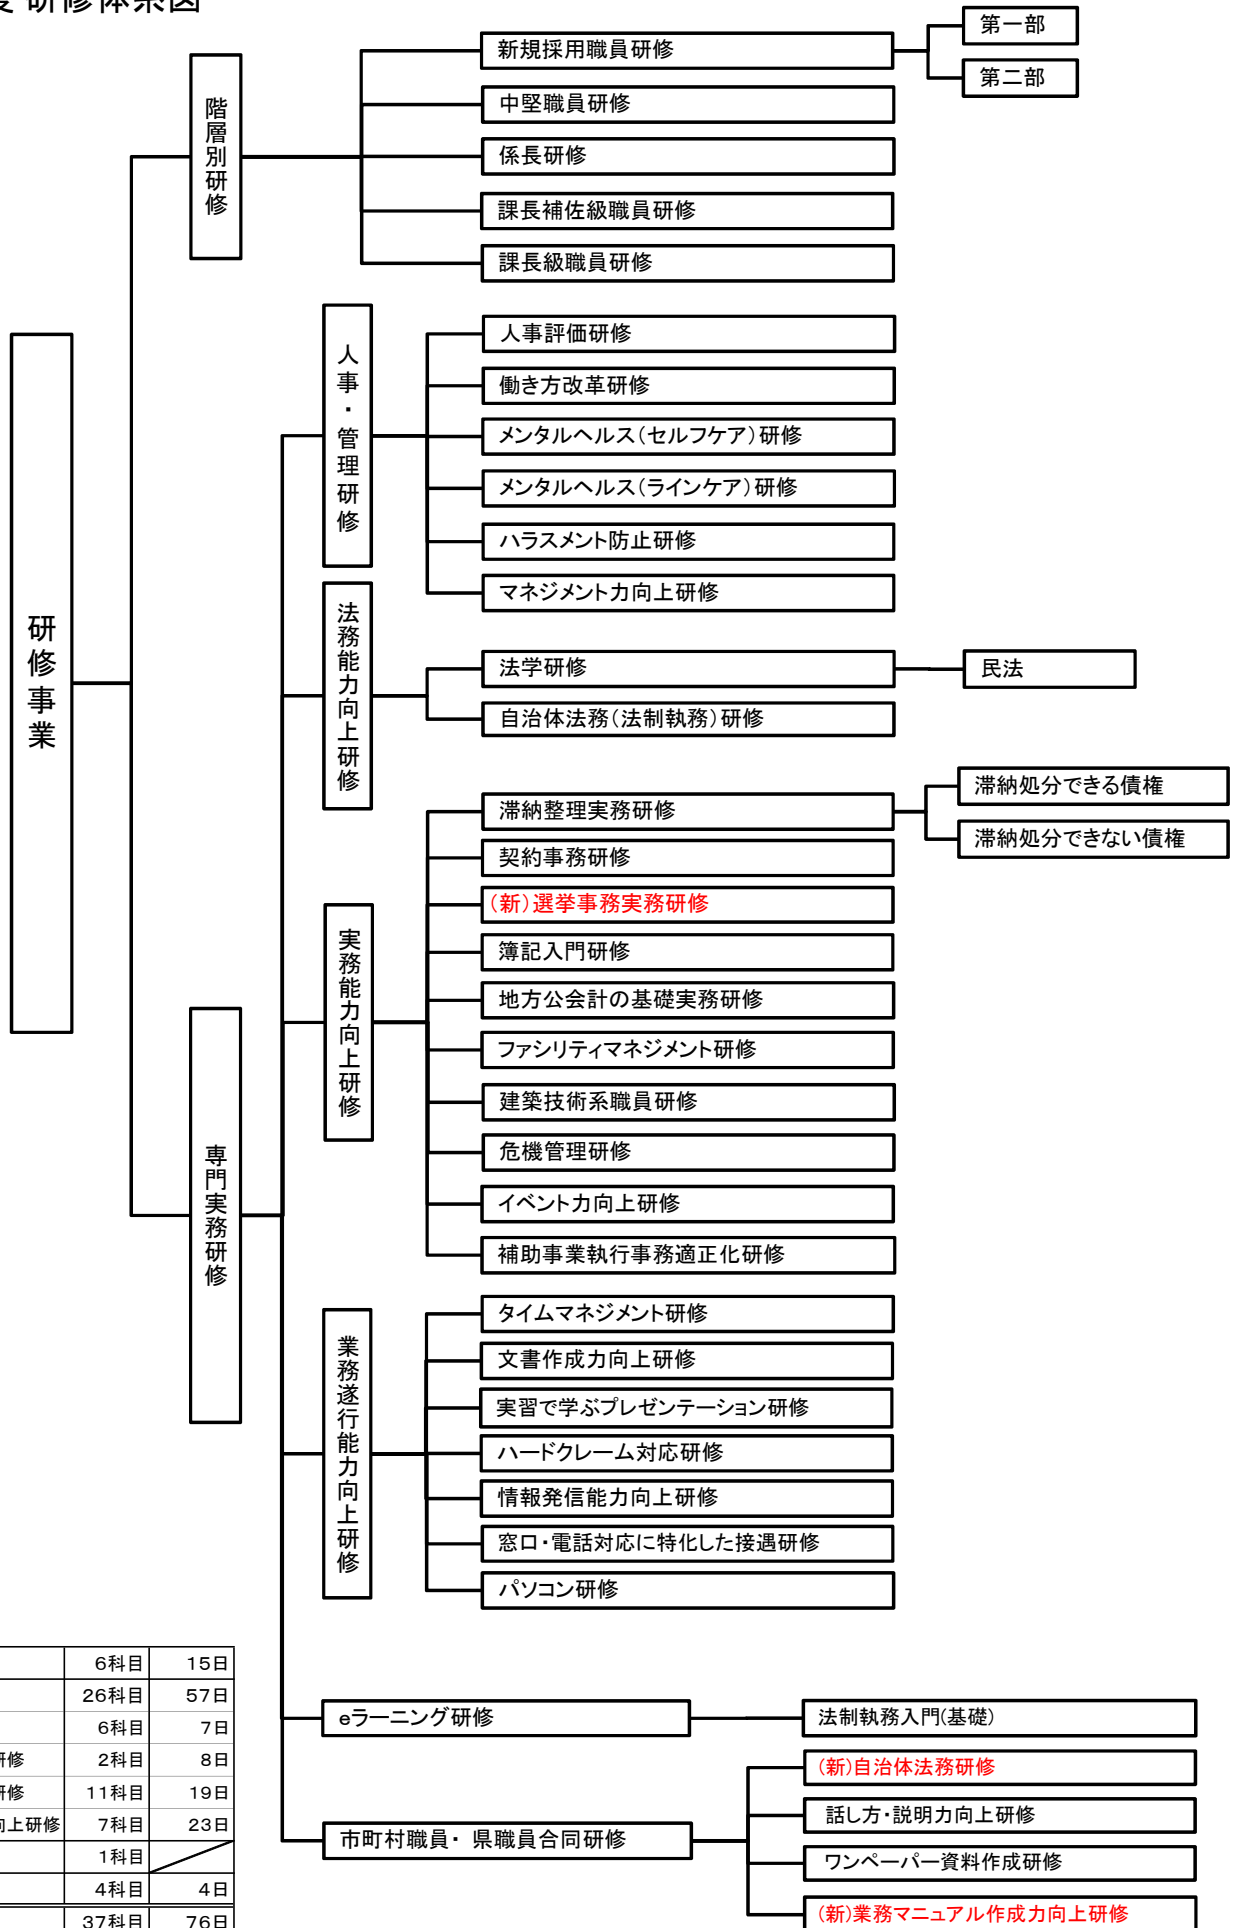 研修体系図
第一部
新規採用職員研修
第二部
階層別研修
中堅職員研修
係長研修
課長補佐級職員研修
課長級職員研修
人事・管理研修
人事評価研修
働き方改革研修
メンタルヘルス(セルフケア)研修
メンタルヘルス(ラインケア)研修
ハラスメント防止研修
マネジメント力向上研修
研修事業
法務能力向上研修
法学研修
民法
自治体法務(法制執務)研修
滞納整理実務研修
滞納処分できる債権
滞納処分できない債権
契約事務研修
(新)選挙事務実務研修
実務能力向上研修
簿記入門研修
地方公会計の基礎実務研修
ファシリティマネジメント研修
建築技術系職員研修
危機管理研修
イベント力向上研修
補助事業執行事務適正化研修
専門実務研修
タイムマネジメント研修
業務遂行能力向上研修
文書作成力向上研修
実習で学ぶプレゼンテーション研修
ハードクレーム対応研修
情報発信能力向上研修
窓口・電話対応に特化した接遇研修
パソコン研修
eラーニング研修
法制執務入門(基礎)
市町村職員・ 県職員合同研修
(新)自治体法務研修
話し方・説明力向上研修
ワンペーパー資料作成研修
(新)業務マニュアル作成力向上研修
6科目 15日
26科目 57日
6科目 7日
研修 2科目 8日
研修 11科目 19日
向上研修 7科目 23日
1科目
4科目 4日
37科目 76日